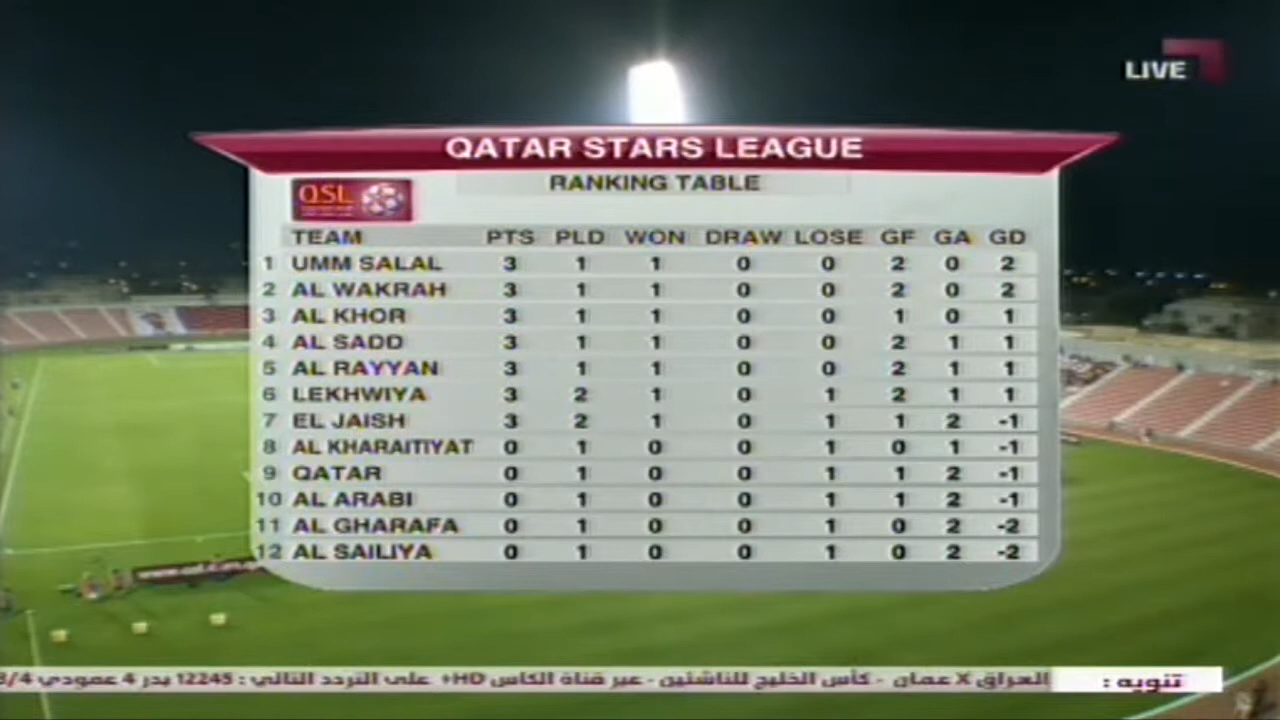 LIVE
QATAR STARS LEAGUE
RANKING TABLE
QSL
TEAM PTS PLD WON DRAW LOSE GF GA GD
1 UMM SALAL 3 1 1 0 0 2 0 2
2 AL WAKRAH 3 1 1 0 0 2 0 2
3 AL KHOR 3 1 1 0 0 1 0 1
4 AL SADD 3 1 1 0 0 2 1 1
5 AL RAYYAN 3 1 1 0 0 2 1 1
6 LEKHWIYA 3 2 1 0 1 2 1 1
7 EL JAISH 3 2 1 0 1 1 2 -1
8 AL KHARAITIYAT 0 1 0 0 1 0 1 -1
9 QATAR 0 1 0 0 1 1 2 -1
10 AL ARABI 0 1 0 0 1 1 2 -1
11 AL GHARAFA 0 1 0 0 1 0 2 -2
12 AL SAILIYA 0 1 0 0 1 0 2 -2
تنويه : العراق X عمان - كأس الخليج للناشئين - عبر قناة الكاس HD+ على التردد التالي : 12245 بدر 4 عمودي 3/4